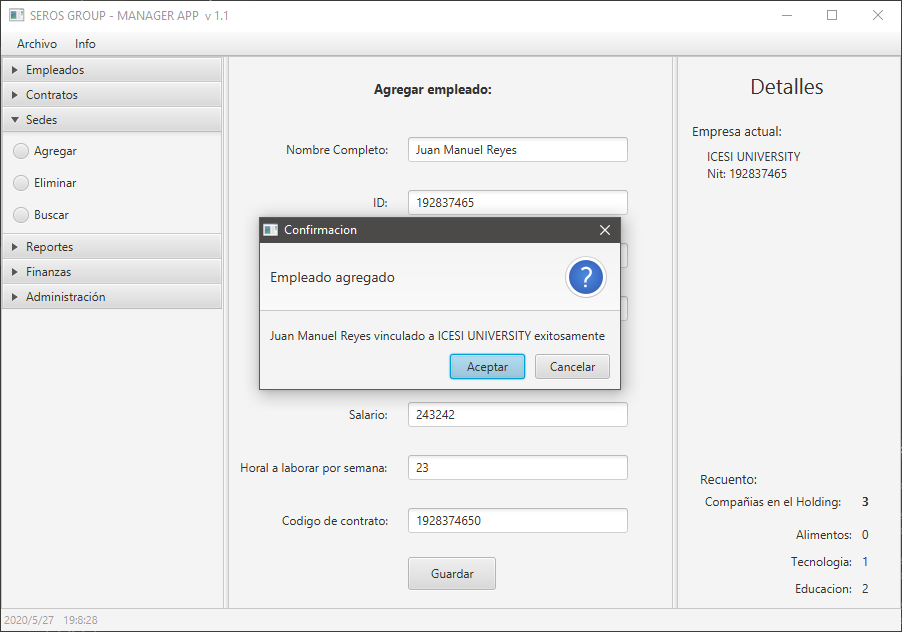 SEROS GROUP - MANAGER APP v 1.1
Archivo Info
Empleados
Contratos
Sedes
Agregar
Eliminar
Buscar
Reportes
Finanzas
Administración
Agregar empleado:
Nombre Completo: Juan Manuel Reyes
ID: 192837465
Confirmacion
Empleado agregado
?
Juan Manuel Reyes vinculado a ICESI UNIVERSITY exitosamente
Aceptar Cancelar
Salario: 243242
Horal a laborar por semana: 23
Codigo de contrato: 1928374650
Guardar
Detalles
Empresa actual:
ICESI UNIVERSITY
Nit: 192837465
Recuento:
Compañias en el Holding: 3
Alimentos: 0
Tecnologia: 1
Educacion: 2
2020/5/27 19:8:28